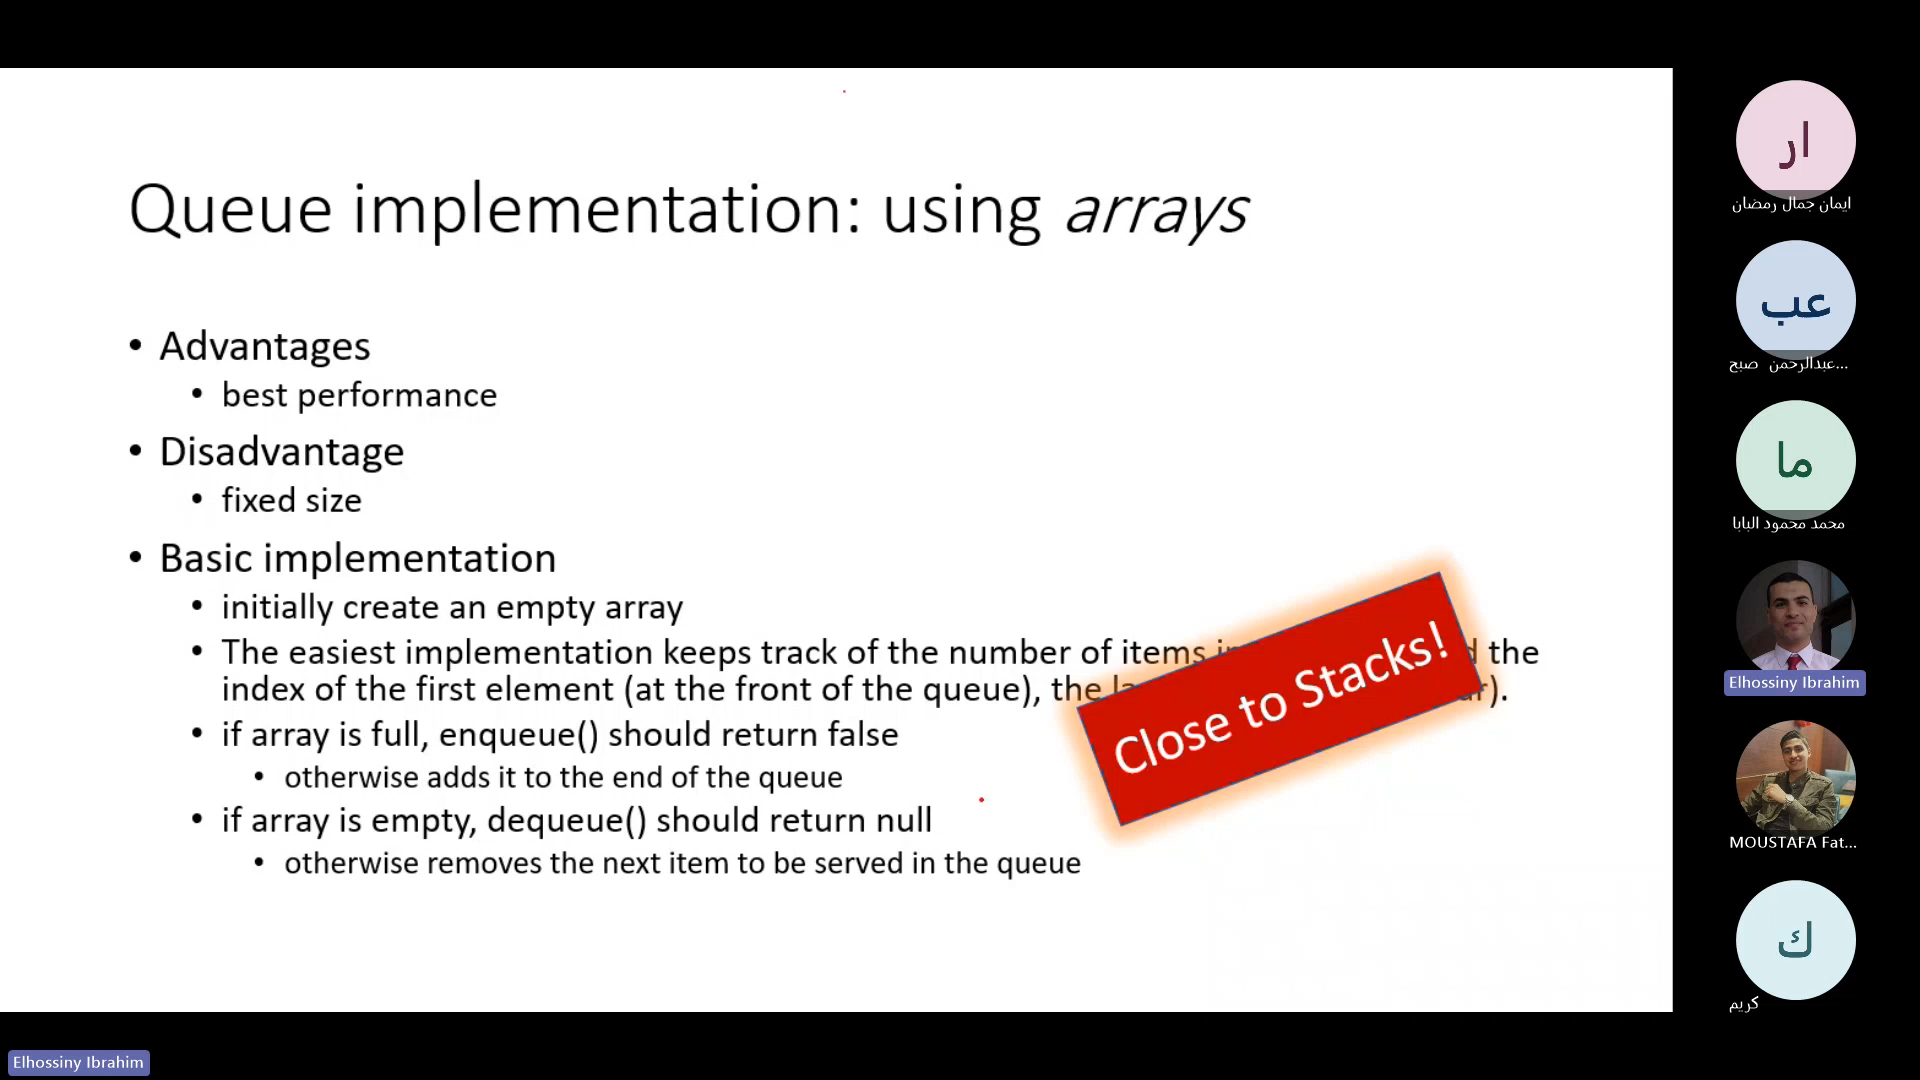 Queue implementation: using arrays
• Advantages
• best performance
• Disadvantage
• fixed size
• Basic implementation
• initially create an empty array
• The easiest implementation keeps track of the number of items the
index of the first element (at the front of the queue), the
• if array is full, enqueue() should return false
• otherwise adds it to the end of the queue
• if array is empty, dequeue() should return null
• otherwise removes the next item to be served in the queue
Close to Stacks!
ار
ايمان جمال رمضان
عب
عبدالرحمن صبح...
ما
محمد محمود البابا
Elhossiny Ibrahim
MOUSTAFA Fat...
ك
كريم
Elhossiny Ibrahim